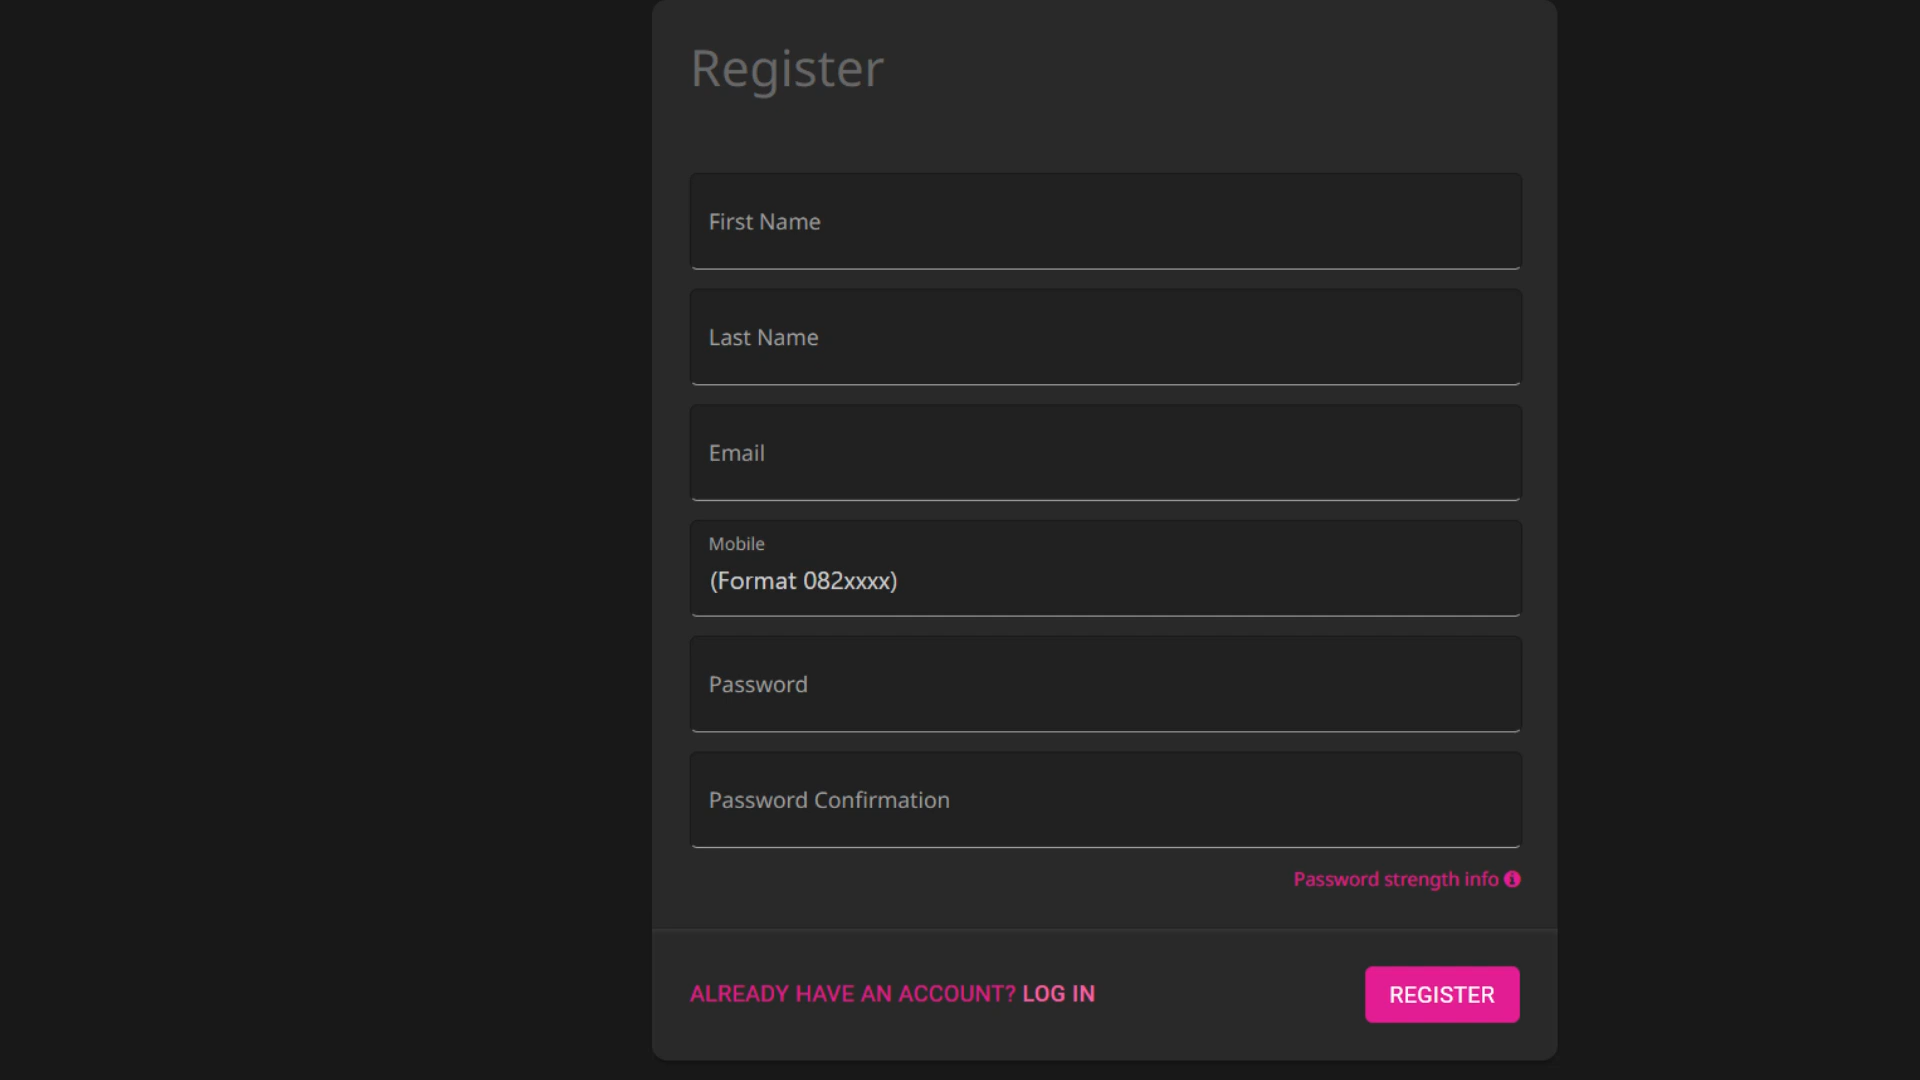 Register
First Name
Last Name
Email
Mobile
(Format 082xxxx)
Password
Password Confirmation
Password strength info
ALREADY HAVE AN ACCOUNT? LOG IN
REGISTER